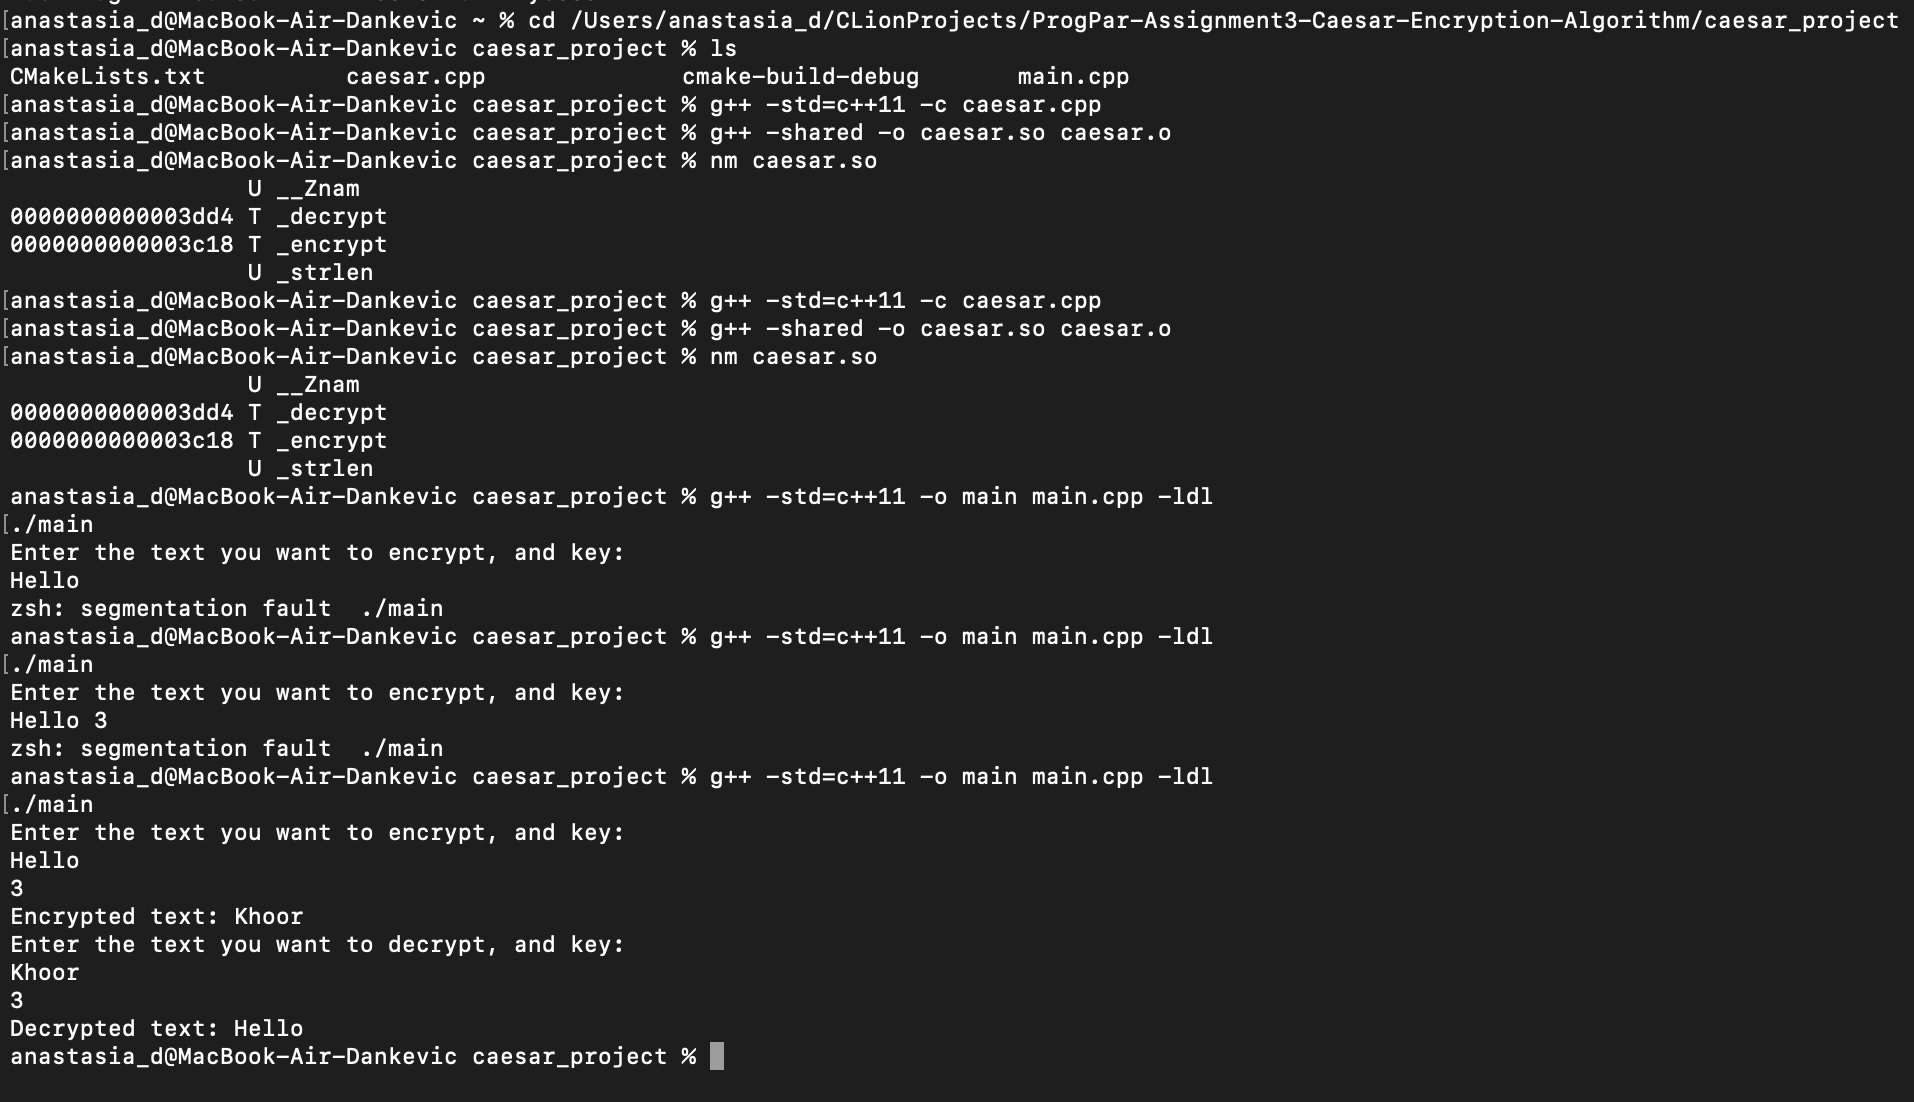 [anastasia_d@MacBook-Air-Dankevic ~ % cd /Users/anastasia_d/CLionProjects/ProgPar-Assignment3-Caesar-Encryption-Algorithm/caesar_project
[anastasia_d@MacBook-Air-Dankevic caesar_project % ls
CMakeLists.txt caesar.cpp cmake-build-debug main.cpp
[anastasia_d@MacBook-Air-Dankevic caesar_project % g++ -std=c++11 -c caesar.cpp
[anastasia_d@MacBook-Air-Dankevic caesar_project % g++ -shared -o caesar.so caesar.o
[anastasia_d@MacBook-Air-Dankevic caesar_project % nm caesar.so
U __Znam
0000000000003dd4 T _decrypt
0000000000003c18 T _encrypt
U _strlen
[anastasia_d@MacBook-Air-Dankevic caesar_project % g++ -std=c++11 -c caesar.cpp
[anastasia_d@MacBook-Air-Dankevic caesar_project % g++ -shared -o caesar.so caesar.o
[anastasia_d@MacBook-Air-Dankevic caesar_project % nm caesar.so
U __Znam
0000000000003dd4 T _decrypt
0000000000003c18 T _encrypt
U _strlen
anastasia_d@MacBook-Air-Dankevic caesar_project % g++ -std=c++11 -o main main.cpp -ldl
[./main
Enter the text you want to encrypt, and key:
Hello
zsh: segmentation fault  ./main
anastasia_d@MacBook-Air-Dankevic caesar_project % g++ -std=c++11 -o main main.cpp -ldl
[./main
Enter the text you want to encrypt, and key:
Hello 3
zsh: segmentation fault  ./main
anastasia_d@MacBook-Air-Dankevic caesar_project % g++ -std=c++11 -o main main.cpp -ldl
[./main
Enter the text you want to encrypt, and key:
Hello
3
Encrypted text: Khoor
Enter the text you want to decrypt, and key:
Khoor
3
Decrypted text: Hello
anastasia_d@MacBook-Air-Dankevic caesar_project %